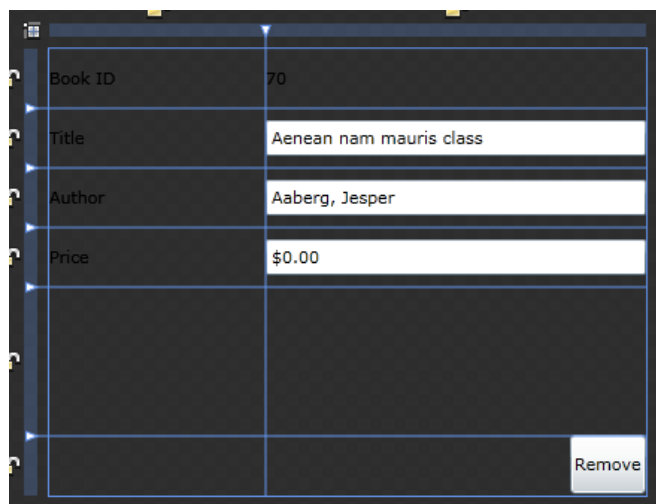 Book ID 70
Title Aenean nam mauris class
Author Aaberg, Jesper
Price $0.00
Remove